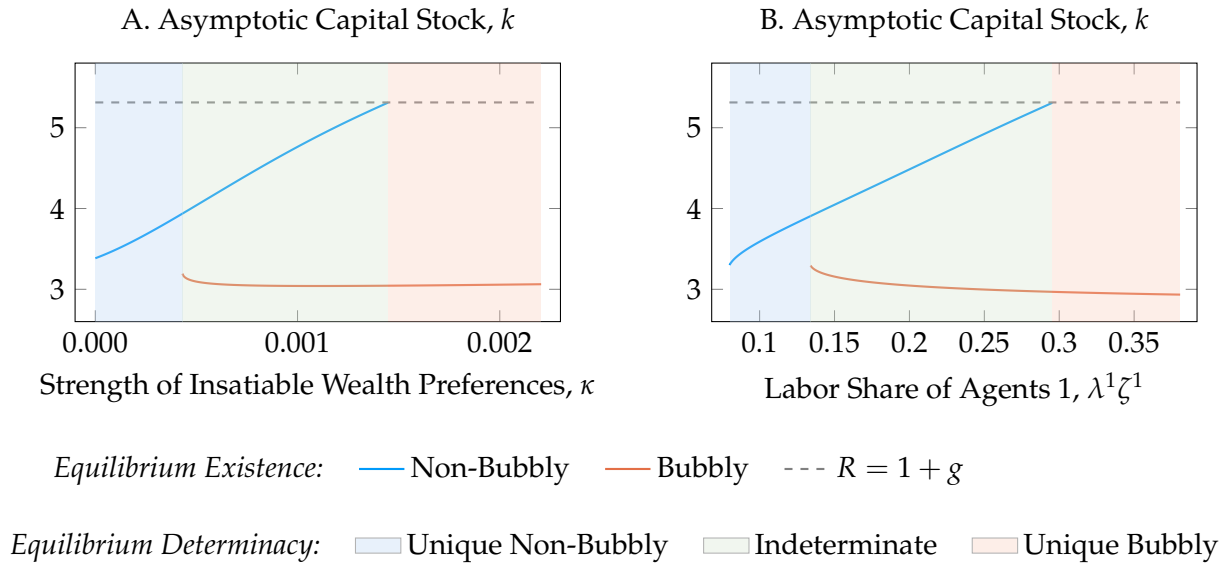 A. Asymptotic Capital Stock, k
B. Asymptotic Capital Stock, k
5
4
3
0.000
0.001
0.002
Strength of Insatiable Wealth Preferences, κ
5
4
3
0.1
0.15
0.2
0.25
0.3
0.35
Labor Share of Agents 1, λ¹ζ¹
Equilibrium Existence: Non-Bubbly Bubbly R = 1 + g
Equilibrium Determinacy: Unique Non-Bubbly Indeterminate Unique Bubbly